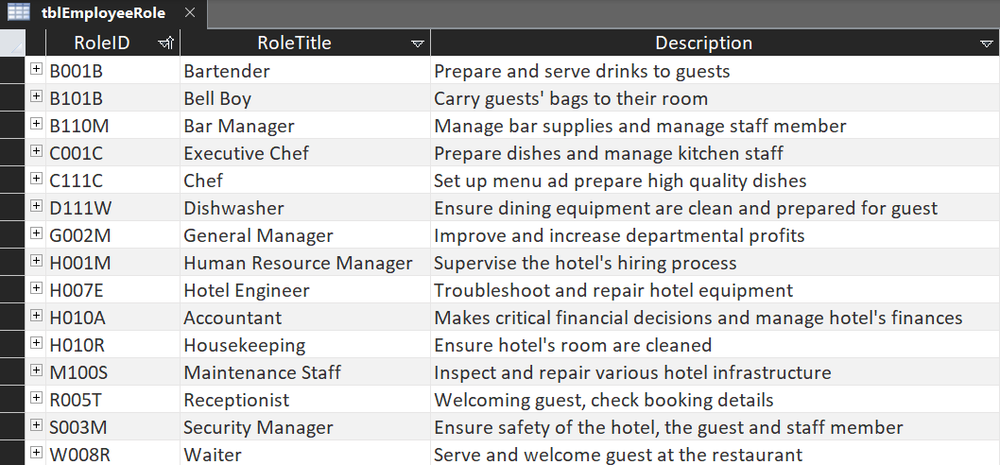 tblEmployeeRole
RoleID RoleTitle Description
B001B Bartender Prepare and serve drinks to guests
B101B Bell Boy Carry guests' bags to their room
B110M Bar Manager Manage bar supplies and manage staff member
C001C Executive Chef Prepare dishes and manage kitchen staff
C111C Chef Set up menu ad prepare high quality dishes
D111W Dishwasher Ensure dining equipment are clean and prepared for guest
G002M General Manager Improve and increase departmental profits
H001M Human Resource Manager Supervise the hotel's hiring process
H007E Hotel Engineer Troubleshoot and repair hotel equipment
H010A Accountant Makes critical financial decisions and manage hotel's finances
H010R Housekeeping Ensure hotel's room are cleaned
M100S Maintenance Staff Inspect and repair various hotel infrastructure
R005T Receptionist Welcoming guest, check booking details
S003M Security Manager Ensure safety of the hotel, the guest and staff member
W008R Waiter Serve and welcome guest at the restaurant